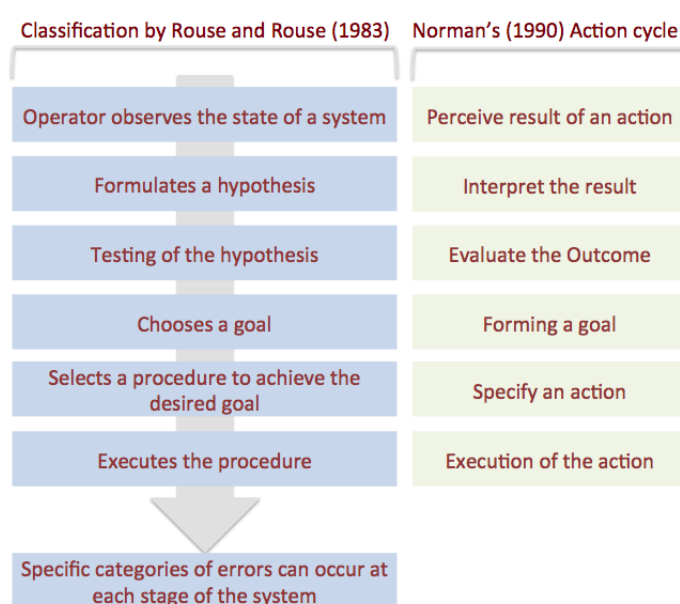 Classification by Rouse and Rouse (1983)
Norman's (1990) Action cycle
Operator observes the state of a system
Perceive result of an action
Formulates a hypothesis
Interpret the result
Testing of the hypothesis
Evaluate the Outcome
Chooses a goal
Forming a goal
Selects a procedure to achieve the
desired goal
Specify an action
Executes the procedure
Execution of the action
Specific categories of errors can occur at
each stage of the system